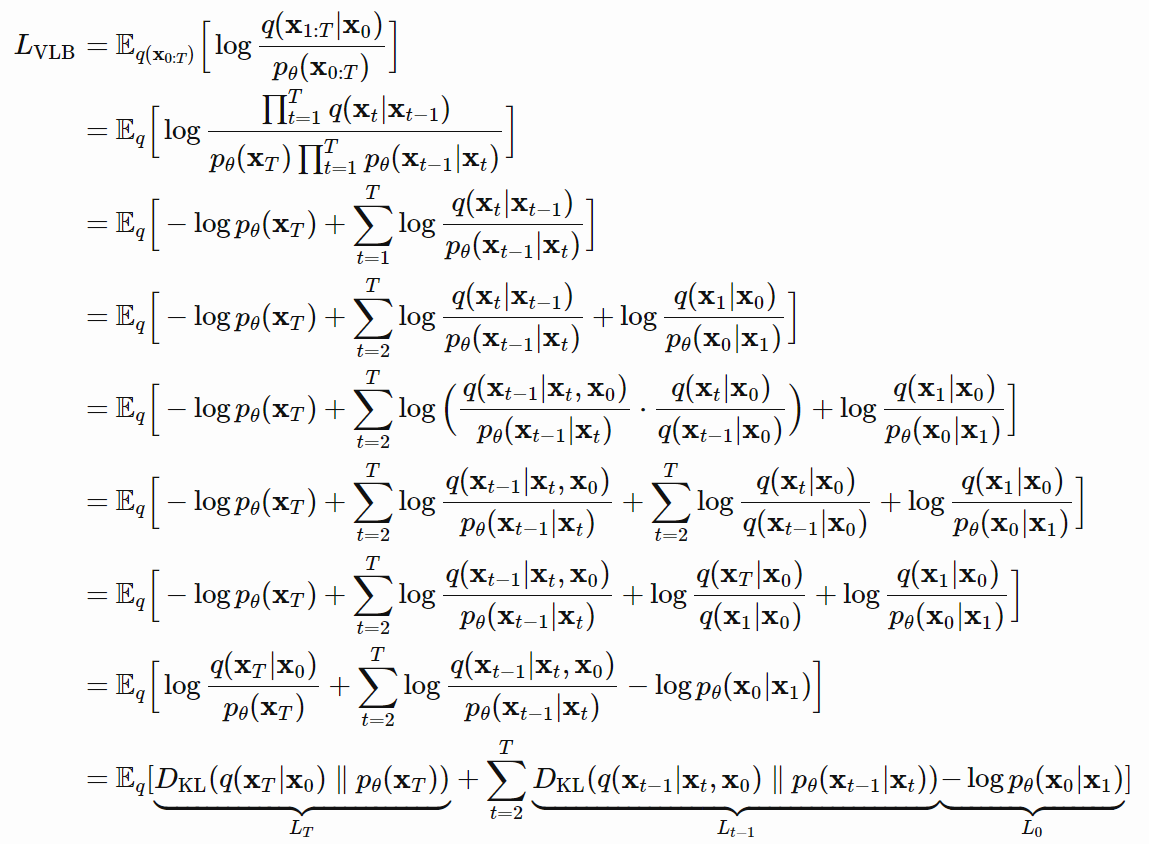 L_VLB = 𝔼_{q(𝐱_{0:T})}[log q(𝐱_{1:T}|𝐱_0) / p_θ(𝐱_{0:T})]
= 𝔼_q[log ∏_{t=1}^T q(𝐱_t|𝐱_{t−1}) / (p_θ(𝐱_T) ∏_{t=1}^T p_θ(𝐱_{t−1}|𝐱_t))]
= 𝔼_q[− log p_θ(𝐱_T) + ∑_{t=1}^T log q(𝐱_t|𝐱_{t−1}) / p_θ(𝐱_{t−1}|𝐱_t)]
= 𝔼_q[− log p_θ(𝐱_T) + ∑_{t=2}^T log q(𝐱_t|𝐱_{t−1}) / p_θ(𝐱_{t−1}|𝐱_t) + log q(𝐱_1|𝐱_0) / p_θ(𝐱_0|𝐱_1)]
= 𝔼_q[− log p_θ(𝐱_T) + ∑_{t=2}^T log (q(𝐱_{t−1}|𝐱_t, 𝐱_0) / p_θ(𝐱_{t−1}|𝐱_t) · q(𝐱_t|𝐱_0) / q(𝐱_{t−1}|𝐱_0)) + log q(𝐱_1|𝐱_0) / p_θ(𝐱_0|𝐱_1)]
= 𝔼_q[− log p_θ(𝐱_T) + ∑_{t=2}^T log q(𝐱_{t−1}|𝐱_t, 𝐱_0) / p_θ(𝐱_{t−1}|𝐱_t) + ∑_{t=2}^T log q(𝐱_t|𝐱_0) / q(𝐱_{t−1}|𝐱_0) + log q(𝐱_1|𝐱_0) / p_θ(𝐱_0|𝐱_1)]
= 𝔼_q[− log p_θ(𝐱_T) + ∑_{t=2}^T log q(𝐱_{t−1}|𝐱_t, 𝐱_0) / p_θ(𝐱_{t−1}|𝐱_t) + log q(𝐱_T|𝐱_0) / q(𝐱_1|𝐱_0) + log q(𝐱_1|𝐱_0) / p_θ(𝐱_0|𝐱_1)]
= 𝔼_q[log q(𝐱_T|𝐱_0) / p_θ(𝐱_T) + ∑_{t=2}^T log q(𝐱_{t−1}|𝐱_t, 𝐱_0) / p_θ(𝐱_{t−1}|𝐱_t) − log p_θ(𝐱_0|𝐱_1)]
= 𝔼_q[D_KL(q(𝐱_T|𝐱_0) ∥ p_θ(𝐱_T)) + ∑_{t=2}^T D_KL(q(𝐱_{t−1}|𝐱_t, 𝐱_0) ∥ p_θ(𝐱_{t−1}|𝐱_t)) − log p_θ(𝐱_0|𝐱_1)]
L_T L_{t−1} L_0